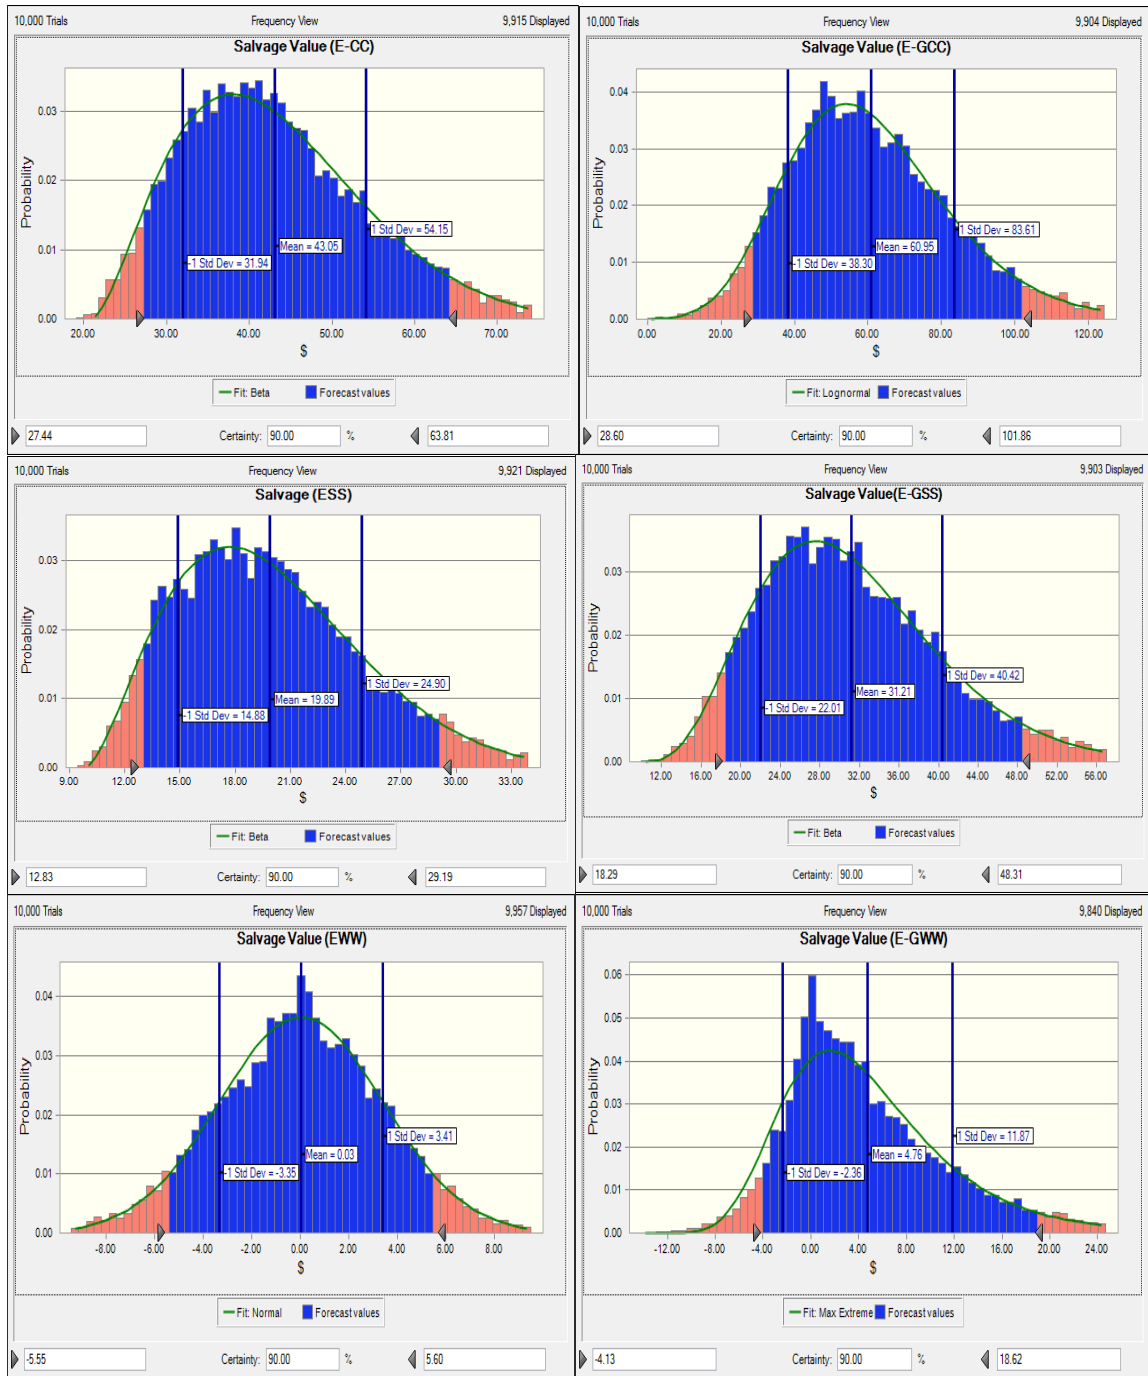 10,000 Trials Frequency View 9,915 Displayed
Salvage Value (E-CC)
Probability
0.03
0.02
0.01
0.00
1 Std Dev = 54.15
Mean = 43.05
-1 Std Dev = 31.94
20.00 30.00 40.00 50.00 60.00 70.00
$
Fit: Beta Forecast values
27.44 Certainty: 90.00 % 63.81
10,000 Trials Frequency View 9,904 Displayed
Salvage Value (E-GCC)
Probability
0.04
0.03
0.02
0.01
0.00
1 Std Dev = 83.61
Mean = 60.95
-1 Std Dev = 38.30
0.00 20.00 40.00 60.00 80.00 100.00 120.00
$
Fit: Lognormal Forecast values
28.60 Certainty: 90.00 % 101.86
10,000 Trials Frequency View 9,921 Displayed
Salvage (ESS)
Probability
0.03
0.02
0.01
0.00
1 Std Dev = 24.90
Mean = 19.89
-1 Std Dev = 14.88
9.00 12.00 15.00 18.00 21.00 24.00 27.00 30.00 33.00
$
Fit: Beta Forecast values
12.83 Certainty: 90.00 % 29.19
10,000 Trials Frequency View 9,903 Displayed
Salvage Value(E-GSS)
Probability
0.04
0.03
0.02
0.01
0.00
1 Std Dev = 40.42
Mean = 31.21
-1 Std Dev = 22.01
12.00 16.00 20.00 24.00 28.00 32.00 36.00 40.00 44.00 48.00 52.00 56.00
$
Fit: Beta Forecast values
18.29 Certainty: 90.00 % 48.31
10,000 Trials Frequency View 9,957 Displayed
Salvage Value (EWW)
Probability
0.04
0.03
0.02
0.01
0.00
1 Std Dev = 3.41
Mean = 0.03
-1 Std Dev = -3.35
-8.00 -6.00 -4.00 -2.00 0.00 2.00 4.00 6.00 8.00
$
Fit: Normal Forecast values
-5.55 Certainty: 90.00 % 5.60
10,000 Trials Frequency View 9,840 Displayed
Salvage Value (E-GWW)
Probability
0.06
0.05
0.04
0.03
0.02
0.01
0.00
1 Std Dev = 11.87
Mean = 4.76
-1 Std Dev = -2.36
-12.00 -8.00 -4.00 0.00 4.00 8.00 12.00 16.00 20.00 24.00
$
Fit: Max Extreme Forecast values
-4.13 Certainty: 90.00 % 18.62